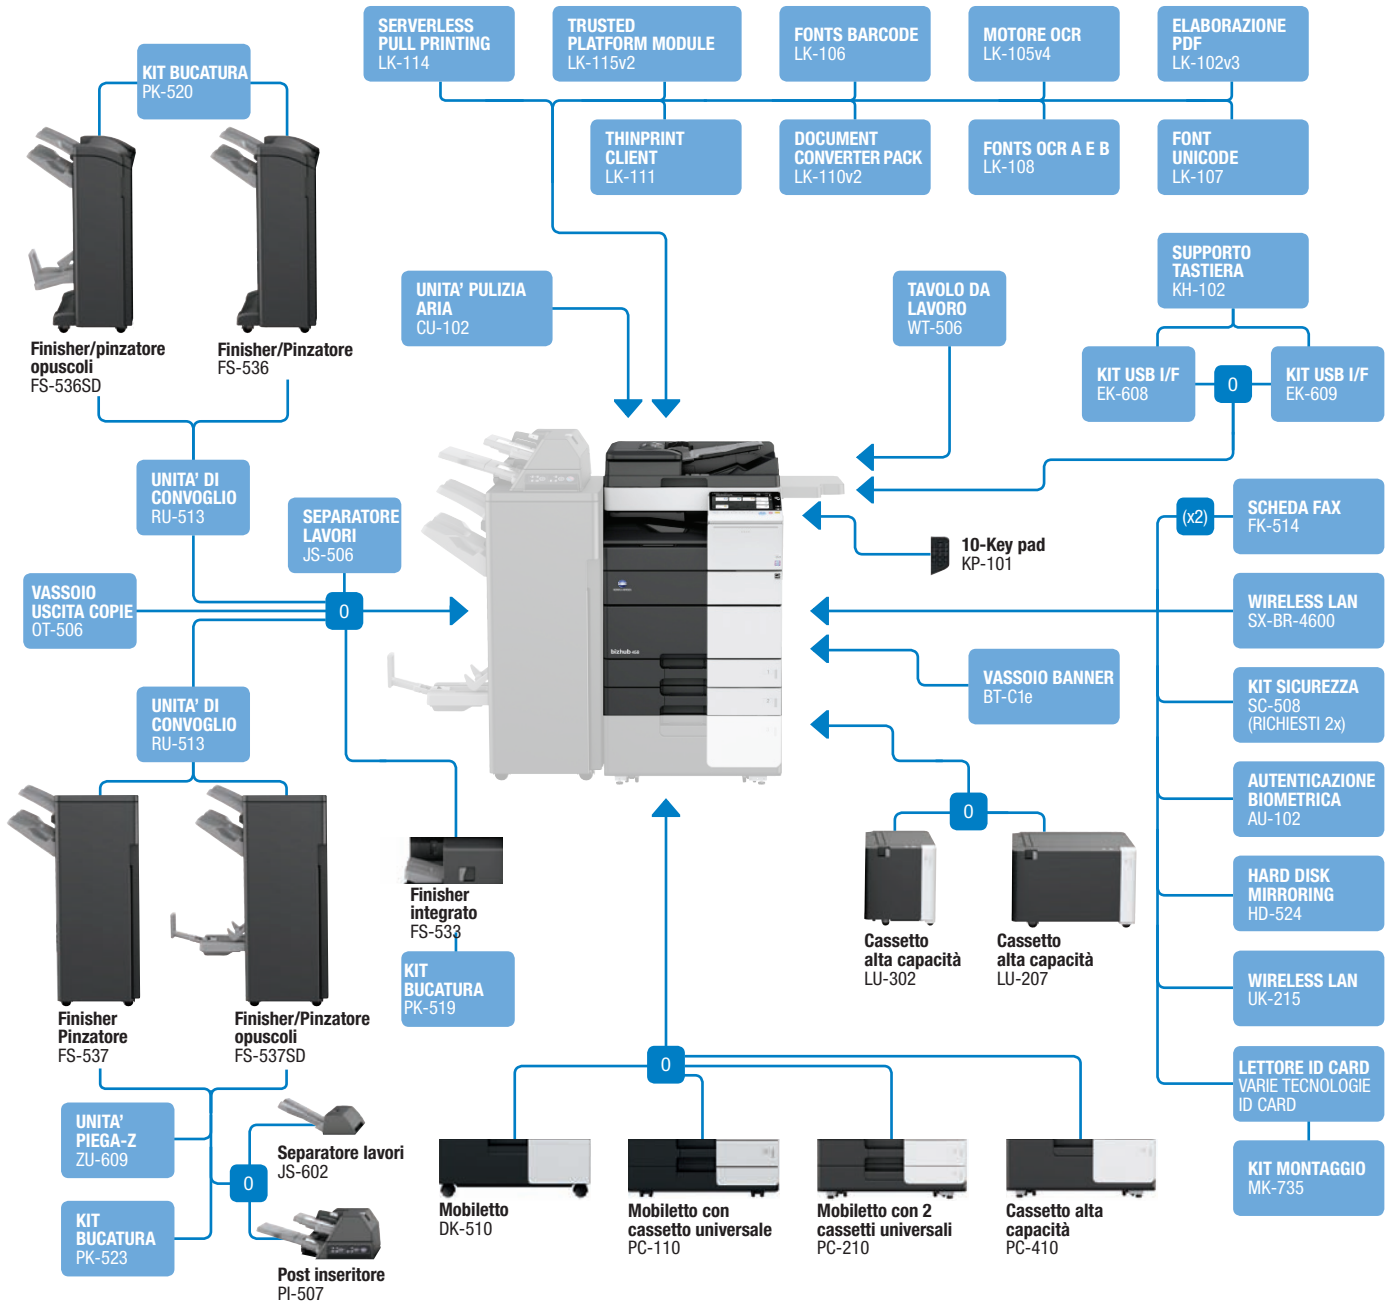 SERVERLESS
PULL PRINTING
LK-114
TRUSTED
PLATFORM MODULE
LK-115v2
FONTS BARCODE
LK-106
MOTORE OCR
LK-105v4
ELABORAZIONE
PDF
LK-102v3
KIT BUCATURA
PK-520
THINPRINT
CLIENT
LK-111
DOCUMENT
CONVERTER PACK
LK-110v2
FONTS OCR A E B
LK-108
FONT
UNICODE
LK-107
Finisher/pinzatore
opuscoli
FS-536SD
Finisher/Pinzatore
FS-536
UNITA' PULIZIA
ARIA
CU-102
TAVOLO DA
LAVORO
WT-506
SUPPORTO
TASTIERA
KH-102
KIT USB I/F
EK-608
0
KIT USB I/F
EK-609
UNITA' DI
CONVOGLIO
RU-513
SEPARATORE
LAVORI
JS-506
10-Key pad
KP-101
(x2)
SCHEDA FAX
FK-514
VASSOIO
USCITA COPIE
OT-506
0
WIRELESS LAN
SX-BR-4600
bizhub 458
VASSOIO BANNER
BT-C1e
KIT SICUREZZA
SC-508
(RICHIESTI 2x)
UNITA' DI
CONVOGLIO
RU-513
AUTENTICAZIONE
BIOMETRICA
AU-102
0
HARD DISK
MIRRORING
HD-524
Finisher
integrato
FS-533
KIT
BUCATURA
PK-519
Cassetto
alta capacità
LU-302
Cassetto
alta capacità
LU-207
WIRELESS LAN
UK-215
Finisher
Pinzatore
FS-537
Finisher/Pinzatore
opuscoli
FS-537SD
0
LETTORE ID CARD
VARIE TECNOLOGIE
ID CARD
UNITA'
PIEGA-Z
ZU-609
Separatore lavori
JS-602
0
KIT MONTAGGIO
MK-735
KIT
BUCATURA
PK-523
Post inseritore
PI-507
Mobiletto
DK-510
Mobiletto con
cassetto universale
PC-110
Mobiletto con 2
cassetti universali
PC-210
Cassetto alta
capacità
PC-410